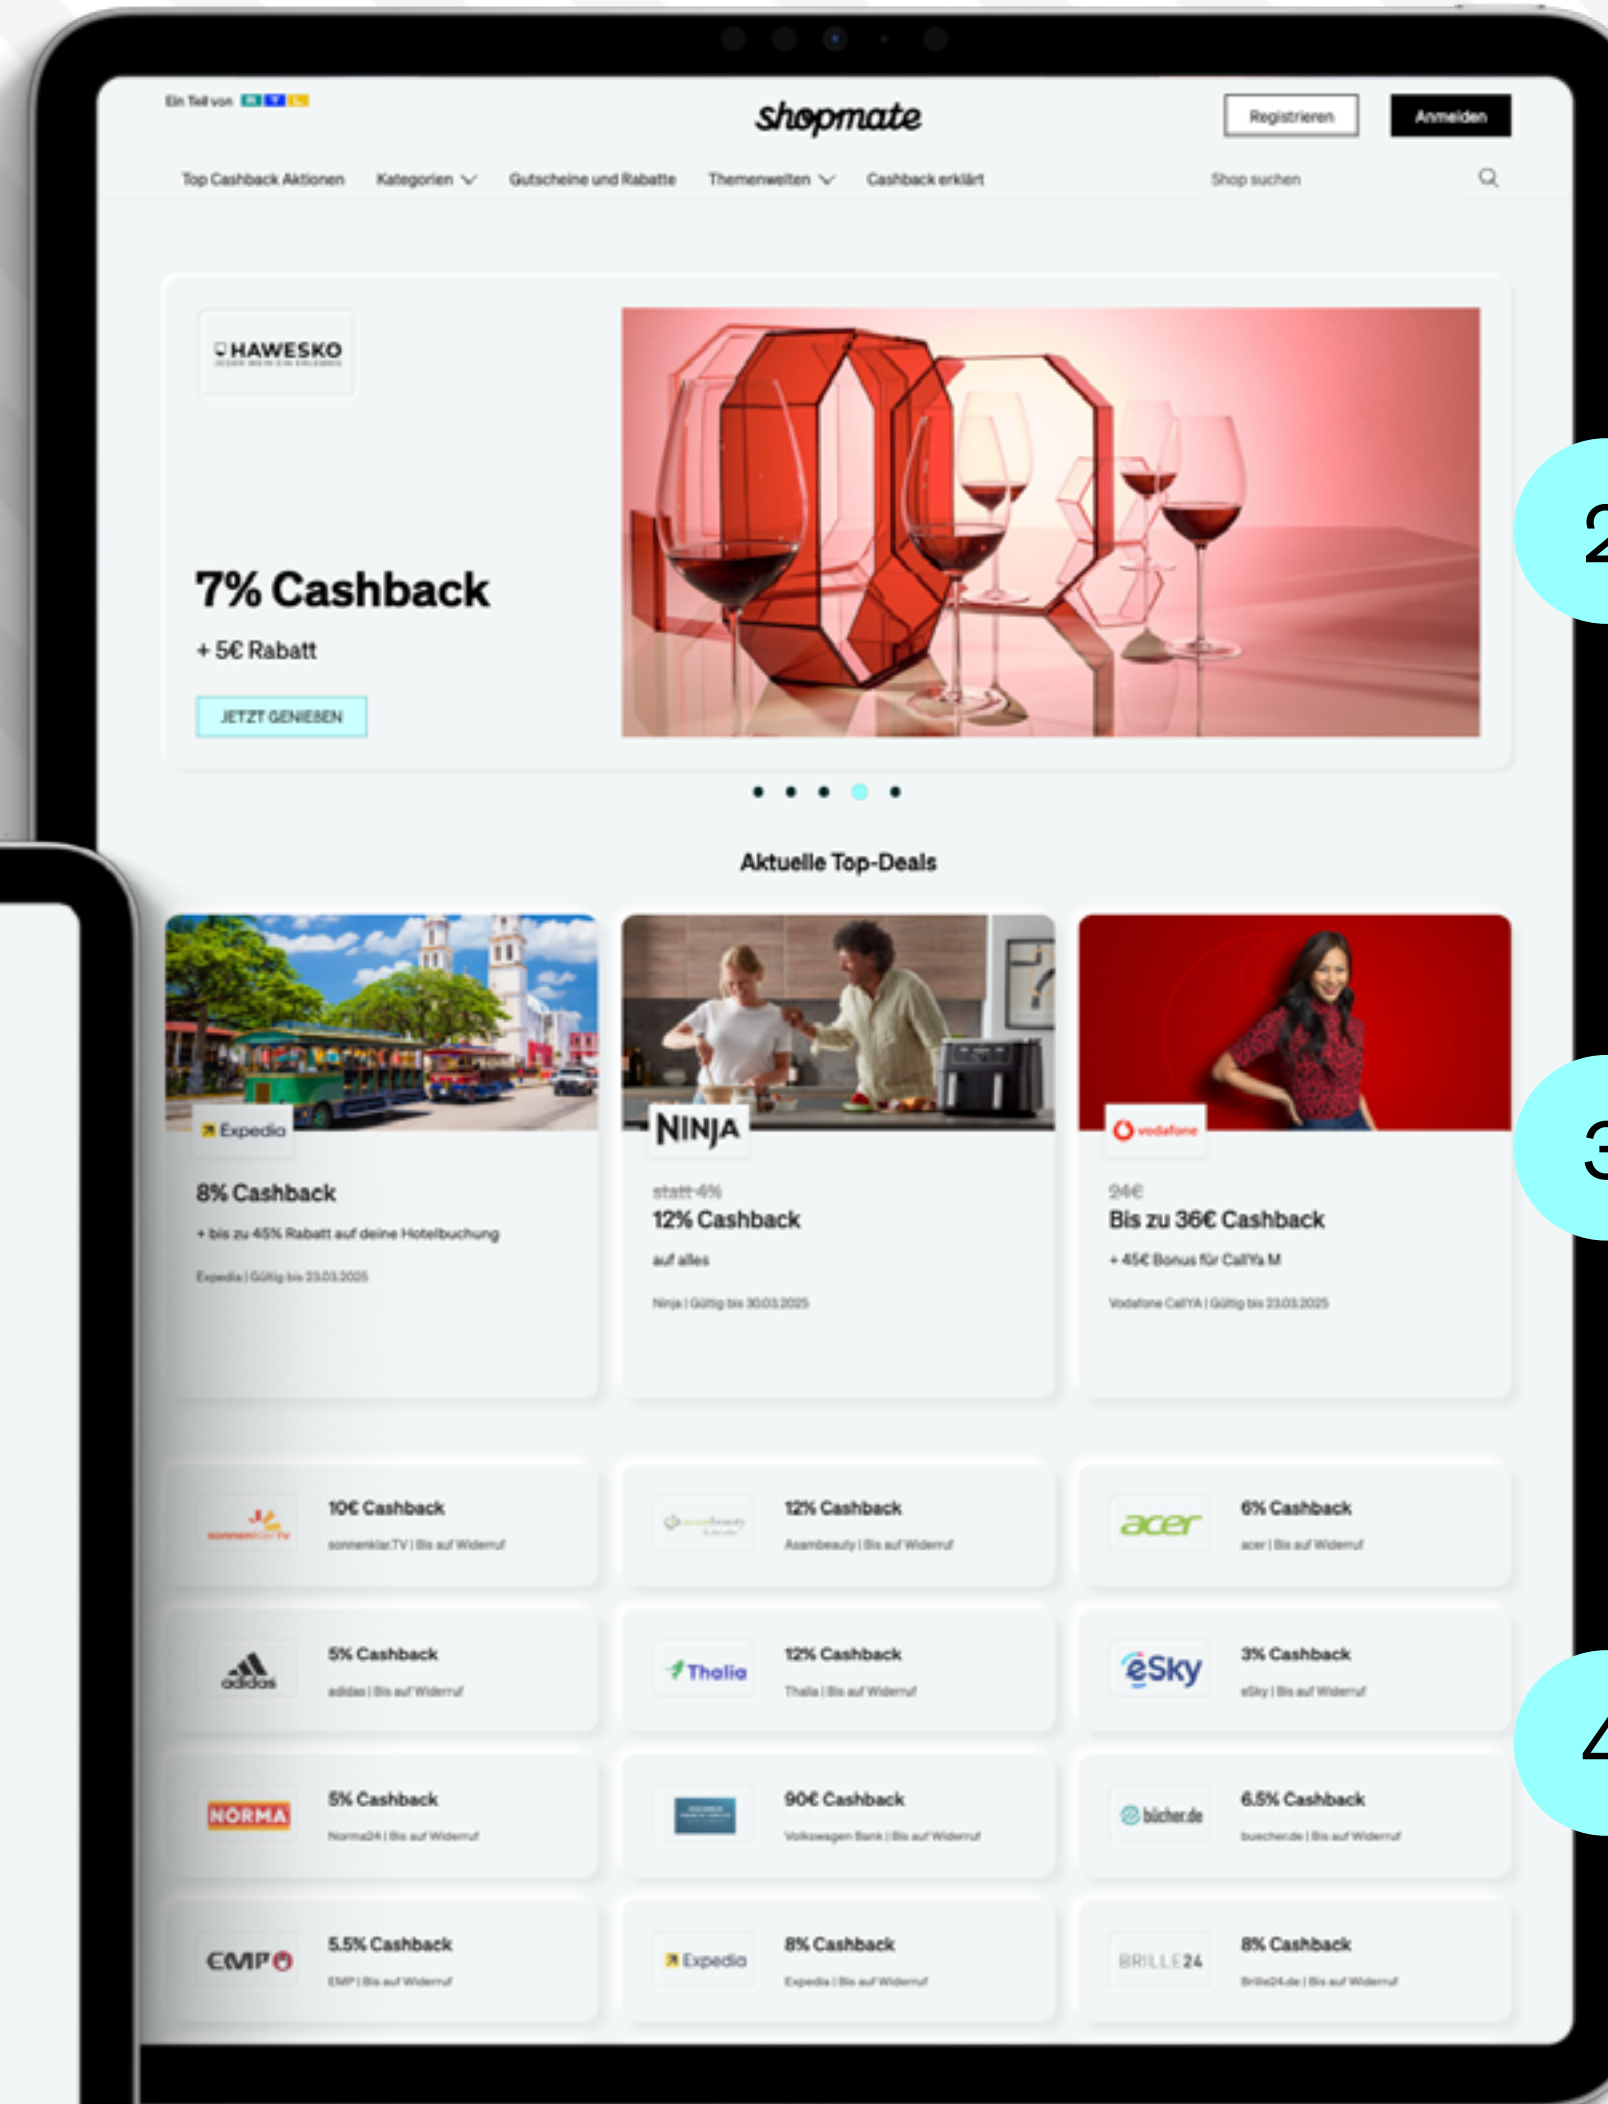 Ein Teil von RTL
shopmate
Registrieren
Anmelden
Top Cashback Aktionen
Kategorien
Gutscheine und Rabatte
Themenwelten
Cashback erklärt
Shop suchen
HAWESKO
7% Cashback
+ 5€ Rabatt
JETZT GENIEßEN
2
Aktuelle Top-Deals
Expedia
8% Cashback
+ bis zu 45% Rabatt auf deine Hotelbuchung
Expedia | Gültig bis 23.03.2025
NINJA
statt 4%
12% Cashback
auf alles
Ninja | Gültig bis 30.03.2025
vodafone
24€
Bis zu 36€ Cashback
+ 45€ Bonus für CallYa M
Vodafone CallYA | Gültig bis 23.03.2025
3
sonnenklar.TV
10€ Cashback
sonnenklar.TV | Bis auf Widerruf
12% Cashback
Asambeauty | Bis auf Widerruf
acer
6% Cashback
acer | Bis auf Widerruf
adidas
5% Cashback
adidas | Bis auf Widerruf
Thalia
12% Cashback
Thalia | Bis auf Widerruf
eSky
3% Cashback
eSky | Bis auf Widerruf
4
NORMA
5% Cashback
Norma24 | Bis auf Widerruf
90€ Cashback
Volkswagen Bank | Bis auf Widerruf
bücher.de
6.5% Cashback
buecher.de | Bis auf Widerruf
EMP
5.5% Cashback
EMP | Bis auf Widerruf
Expedia
8% Cashback
Expedia | Bis auf Widerruf
BRILLE24
8% Cashback
Brille24.de | Bis auf Widerruf